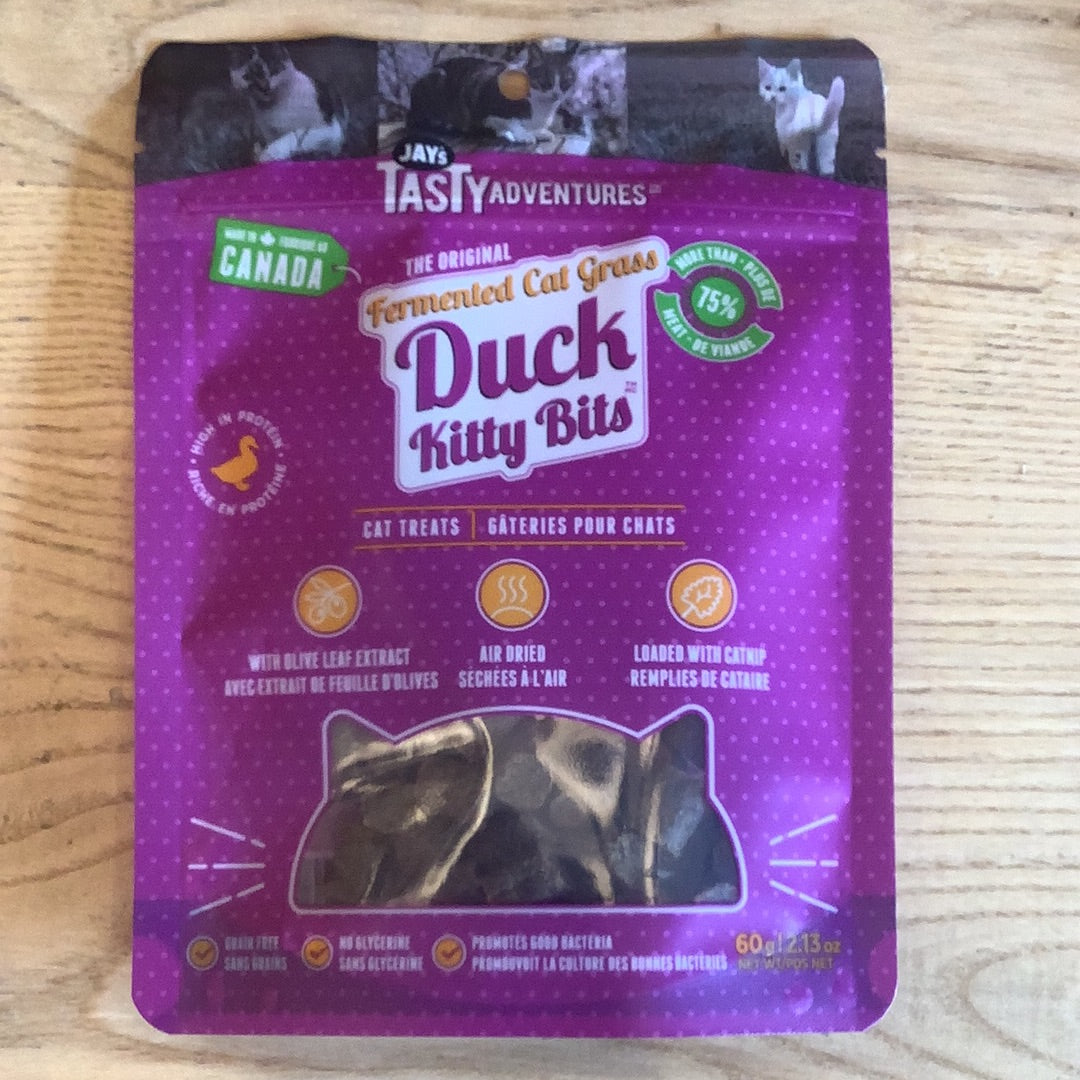 JAY's
TASTY ADVENTURES
MADE IN FABRIQUÉ AU
CANADA
THE ORIGINAL
Fermented Cat Grass
Duck
Kitty Bits™
MORE THAN • PLUS DE
75%
MEAT • DE VIANDE
• HIGH IN PROTEIN •
RICHE EN PROTÉINE
CAT TREATS | GÂTERIES POUR CHATS
WITH OLIVE LEAF EXTRACT
AVEC EXTRAIT DE FEUILLE D'OLIVES
AIR DRIED
SÉCHÉES À L'AIR
LOADED WITH CATNIP
REMPLIES DE CATAIRE
GRAIN FREE
SANS GRAINS
NO GLYCERINE
SANS GLYCÉRINE
PROMOTES GOOD BACTERIA
PROMOUVOIT LA CULTURE DES BONNES BACTÉRIES
60g | 2.13 oz
NET WT/PDS NET